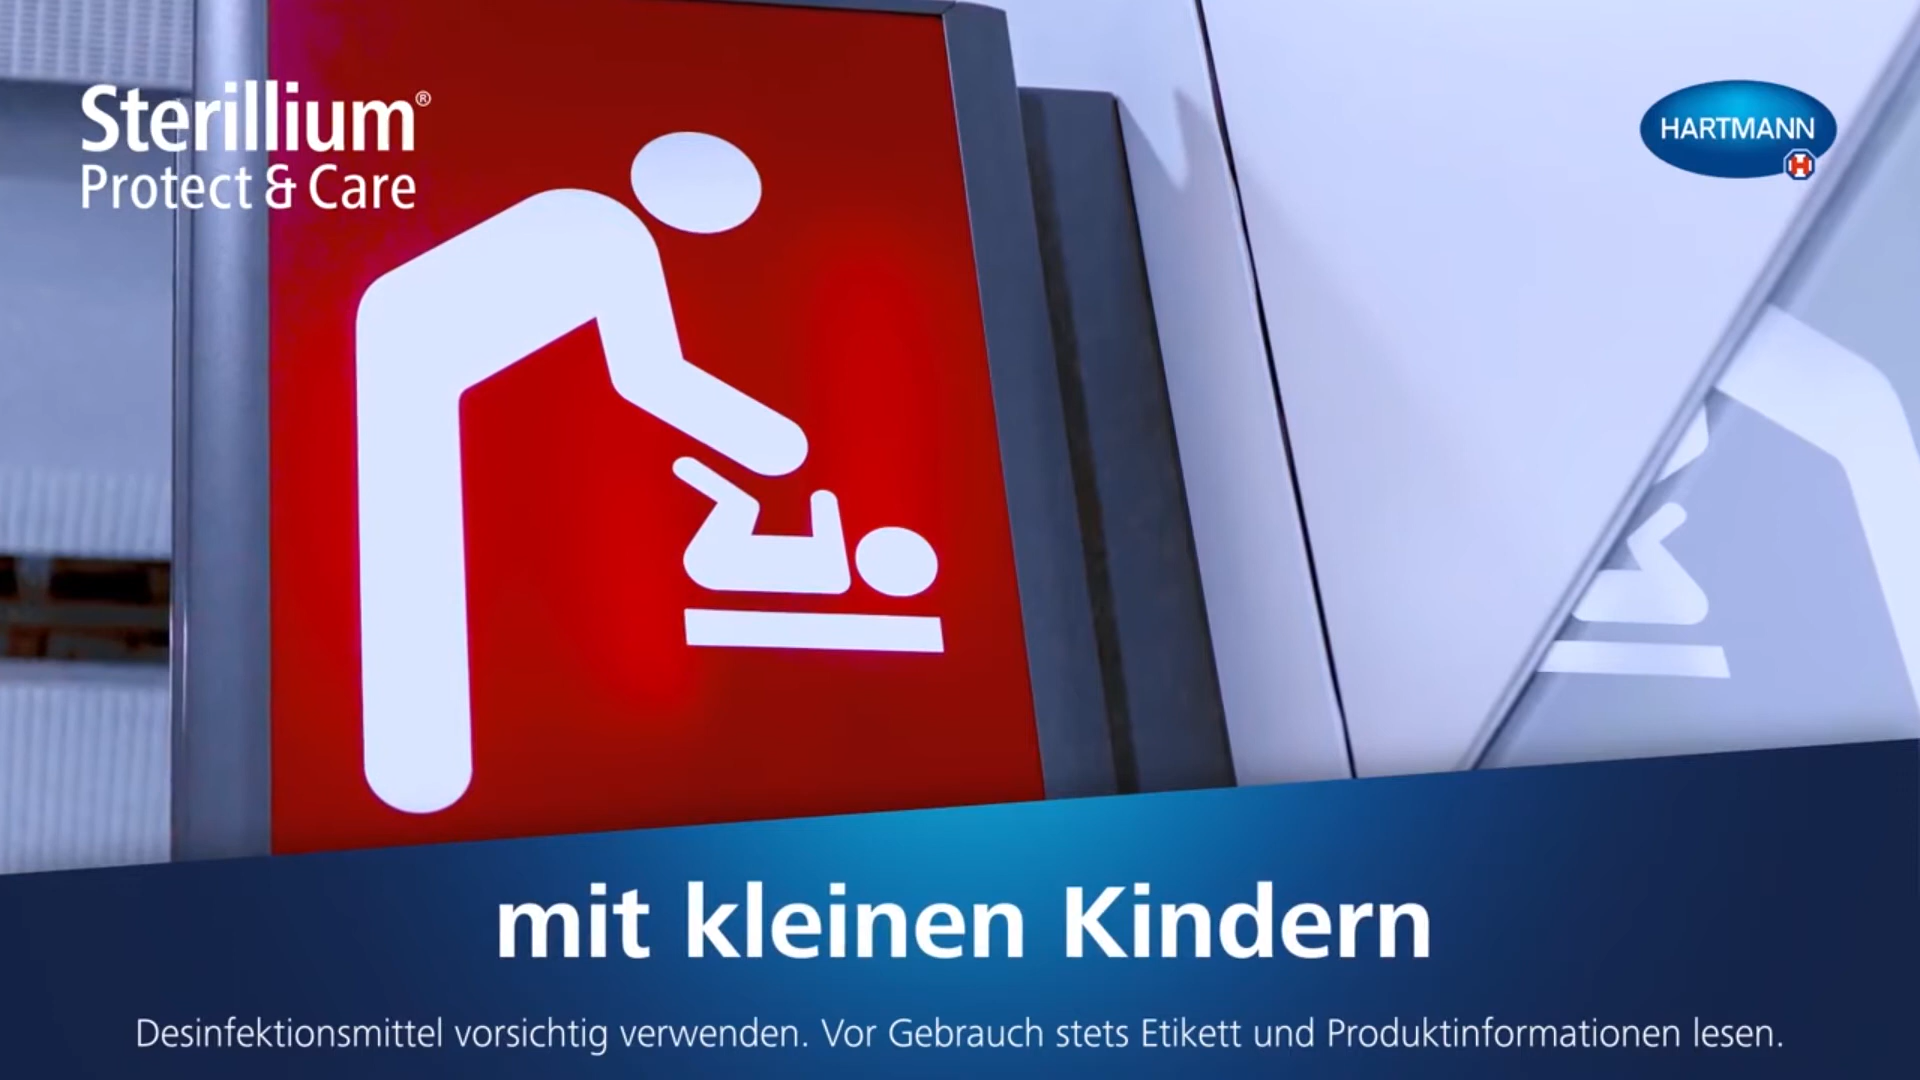 Sterillium®
Protect & Care
HARTMANN
mit kleinen Kindern
Desinfektionsmittel vorsichtig verwenden. Vor Gebrauch stets Etikett und Produktinformationen lesen.